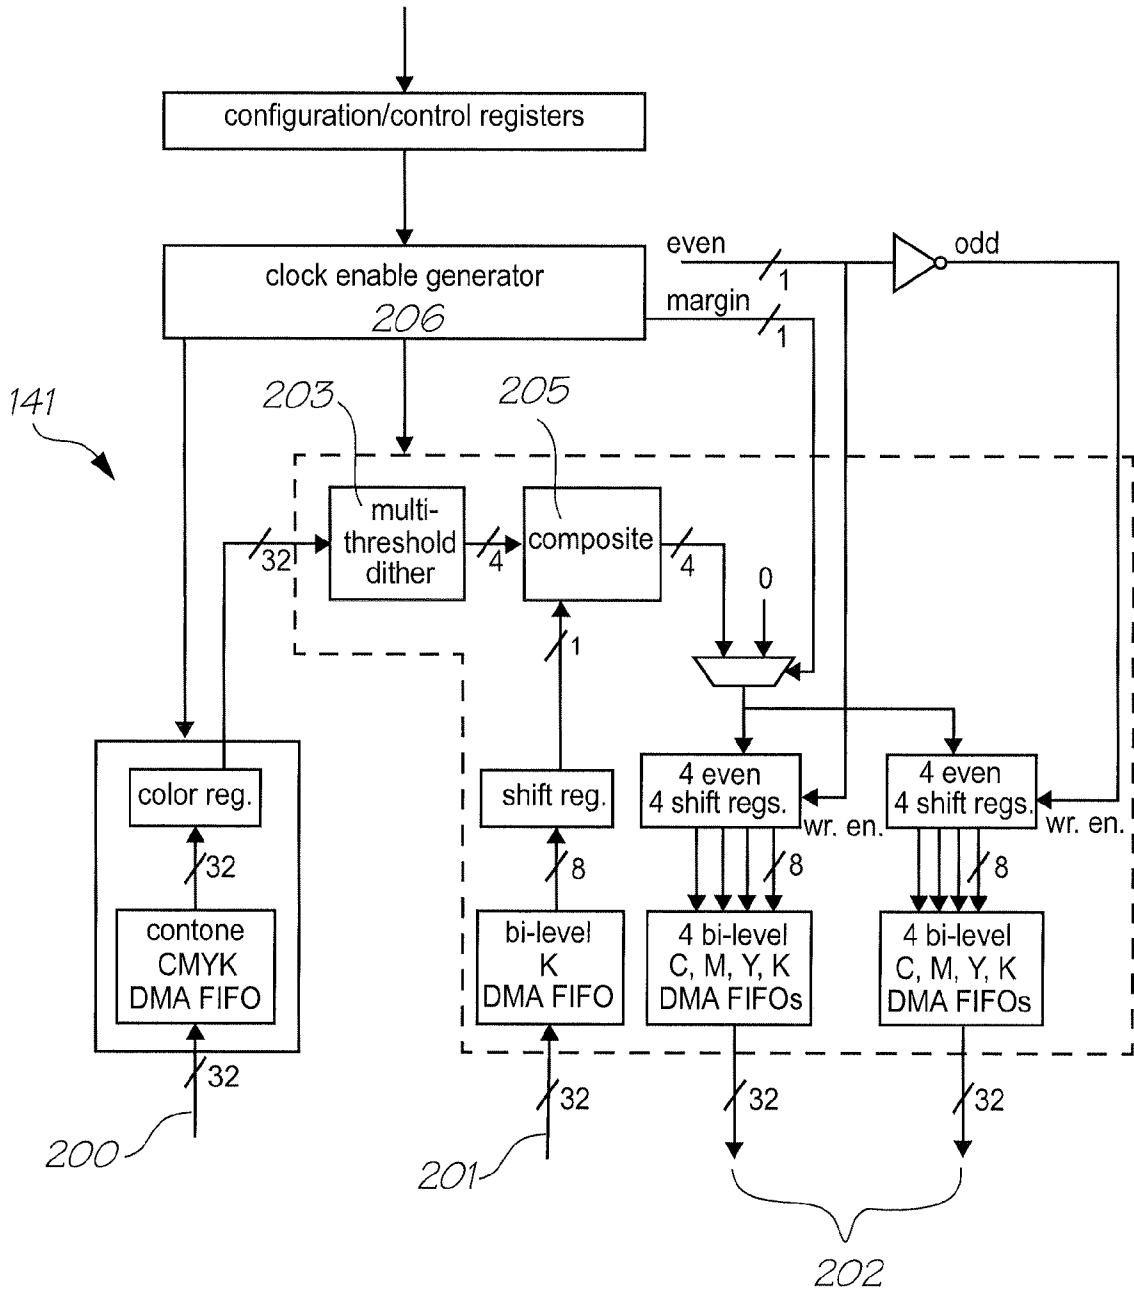 configuration/control registers
even
odd
clock enable generator
206
1
margin
1
141
203
205
multi-
threshold
dither
composite
32
4
4
0
1
color reg.
shift reg.
4 even
4 shift regs.
wr. en.
4 even
4 shift regs.
wr. en.
32
8
8
8
contone
CMYK
DMA FIFO
bi-level
K
DMA FIFO
4 bi-level
C, M, Y, K
DMA FIFOs
4 bi-level
C, M, Y, K
DMA FIFOs
32
32
32
32
200
201
202